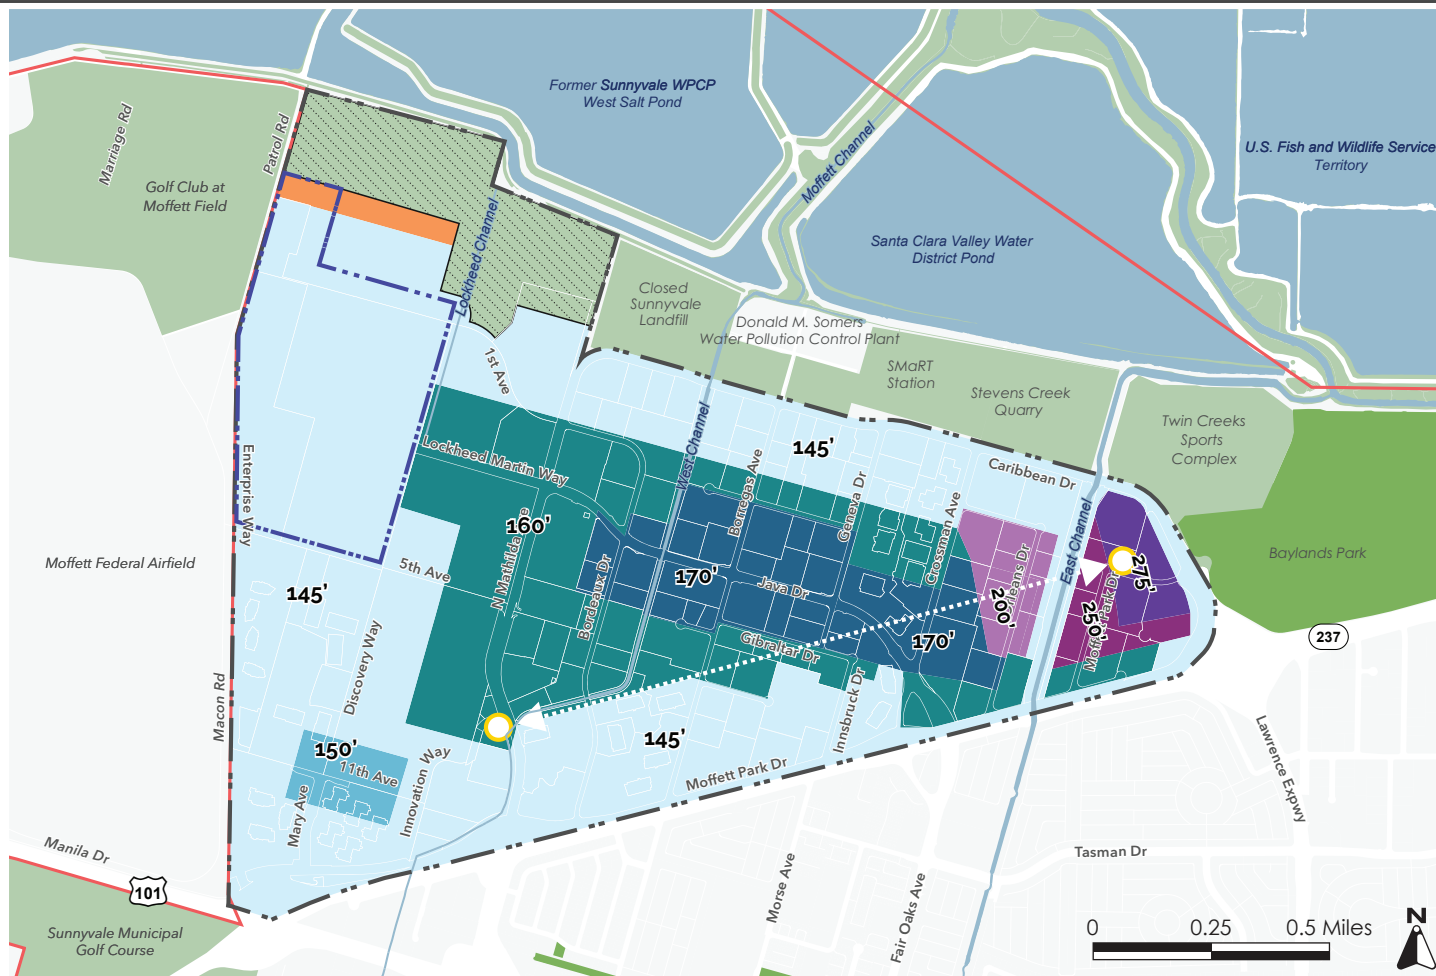 Former Sunnyvale WPCP
West Salt Pond
Moffett Channel
U.S. Fish and Wildlife Service
Territory
Marriage Rd
Patrol Rd
Golf Club at
Moffett Field
Lockheed Channel
Santa Clara Valley Water
District Pond
Closed
Sunnyvale
Landfill
Donald M. Somers
Water Pollution Control Plant
SMaRT
Station
Stevens Creek
Quarry
Twin Creeks
Sports
Complex
1st Ave
West Channel
145'
Caribbean Dr
Lockheed Martin Way
Borregas Ave
Geneva Dr
Crossman Ave
East Channel
Enterprise Way
160'
N Mathilda Ave
Moffett Federal Airfield
5th Ave
Bordeaux Dr
170'
Java Dr
Orleans Dr
200'
275'
250'
Moffett Park Dr
Baylands Park
145'
Discovery Way
Gibraltar Dr
170'
237
Macon Rd
Innsbruck Dr
150'
11th Ave
Innovation Way
145'
Moffett Park Dr
Mary Ave
Lawrence Expwy
Manila Dr
101
Morse Ave
Fair Oaks Ave
Tasman Dr
Sunnyvale Municipal
Golf Course
0 0.25 0.5 Miles
N